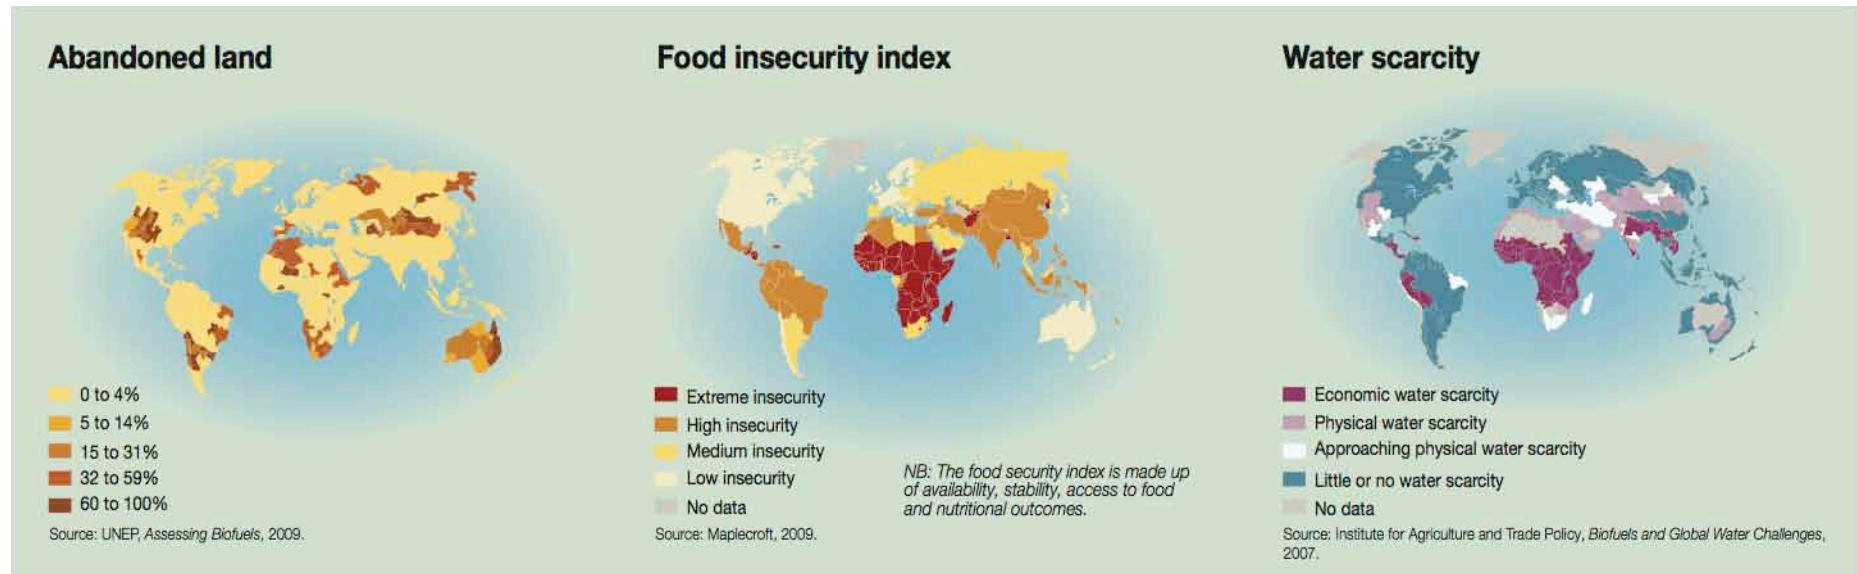 Abandoned land
0 to 4%
5 to 14%
15 to 31%
32 to 59%
60 to 100%
Source: UNEP, Assessing Biofuels, 2009.
Food insecurity index
Extreme insecurity
High insecurity
Medium insecurity
Low insecurity
No data
NB: The food security index is made up
of availability, stability, access to food
and nutritional outcomes.
Source: Maplecroft, 2009.
Water scarcity
Economic water scarcity
Physical water scarcity
Approaching physical water scarcity
Little or no water scarcity
No data
Source: Institute for Agriculture and Trade Policy, Biofuels and Global Water Challenges,
2007.